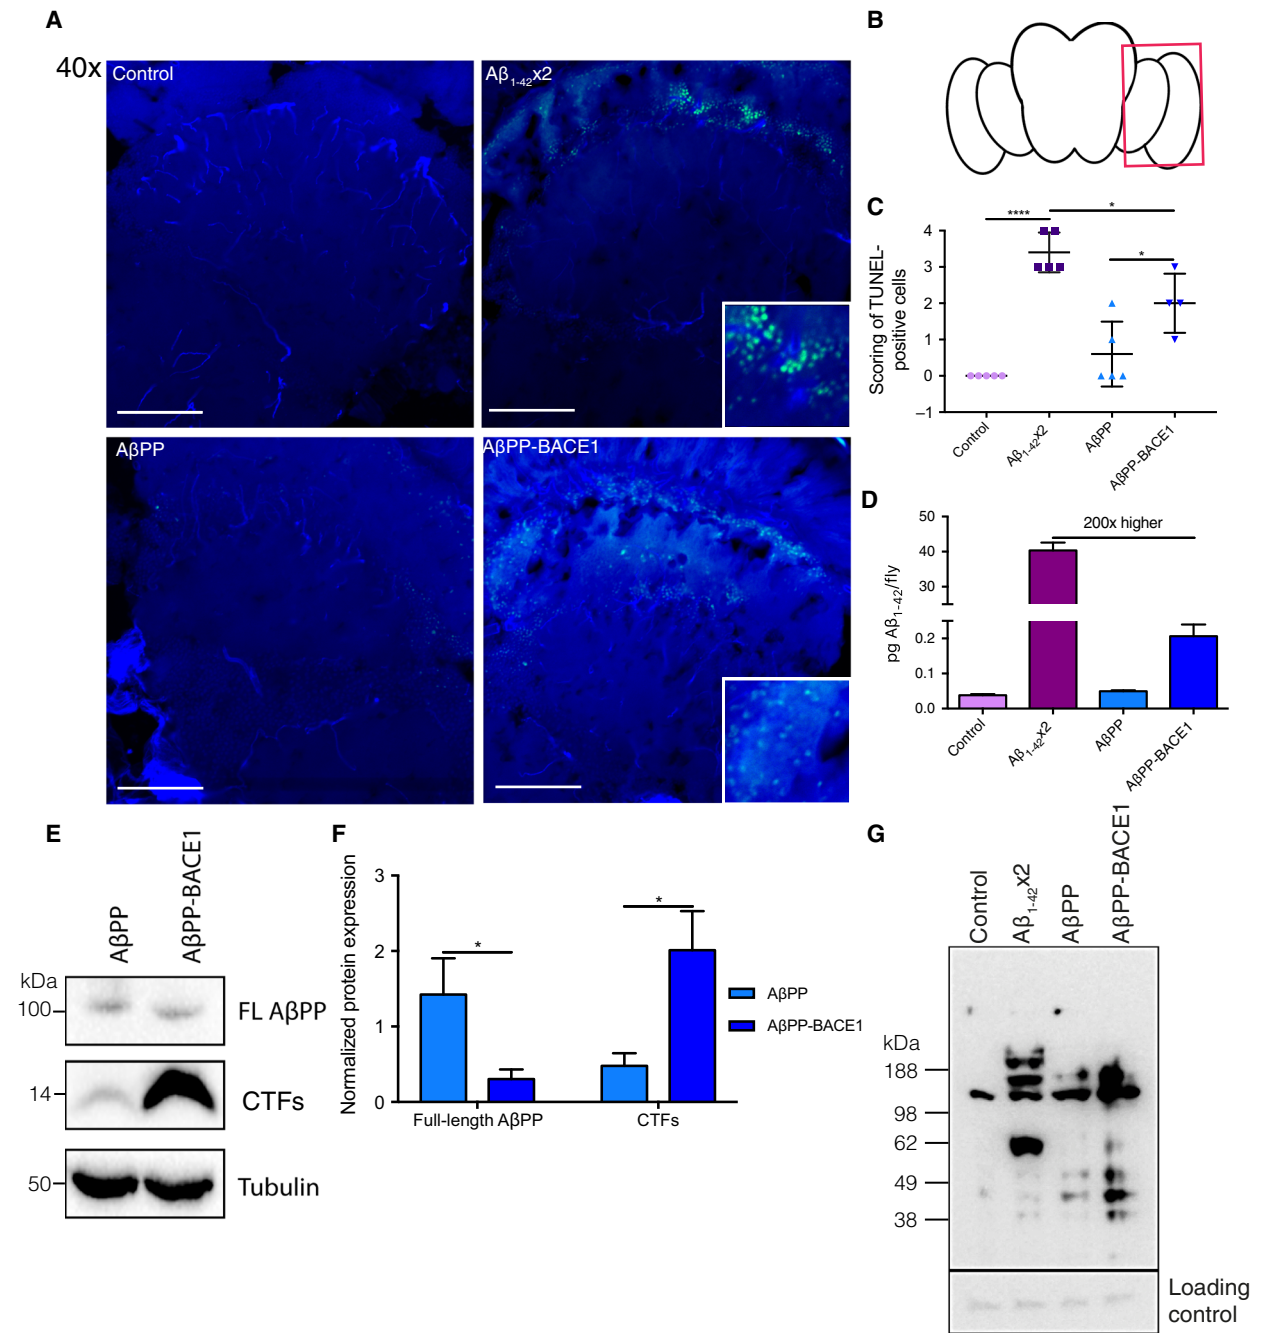 A
40x
Control
Aβ1-42x2
AβPP
AβPP-BACE1
B
C
Scoring of TUNEL-
positive cells
4
3
2
1
0
–1
****
*
*
Control
Aβ1-42x2
AβPP
AβPP-BACE1
D
pg Aβ1-42/fly
50
40
30
0.2
0.1
0.0
200x higher
Control
Aβ1-42x2
AβPP
AβPP-BACE1
E
AβPP
AβPP-BACE1
kDa
100
FL AβPP
14
CTFs
50
Tubulin
F
Normalized protein expression
3
2
1
0
*
*
Full-length AβPP
CTFs
AβPP
AβPP-BACE1
G
Control
Aβ1-42x2
AβPP
AβPP-BACE1
kDa
188
98
62
49
38
Loading
control